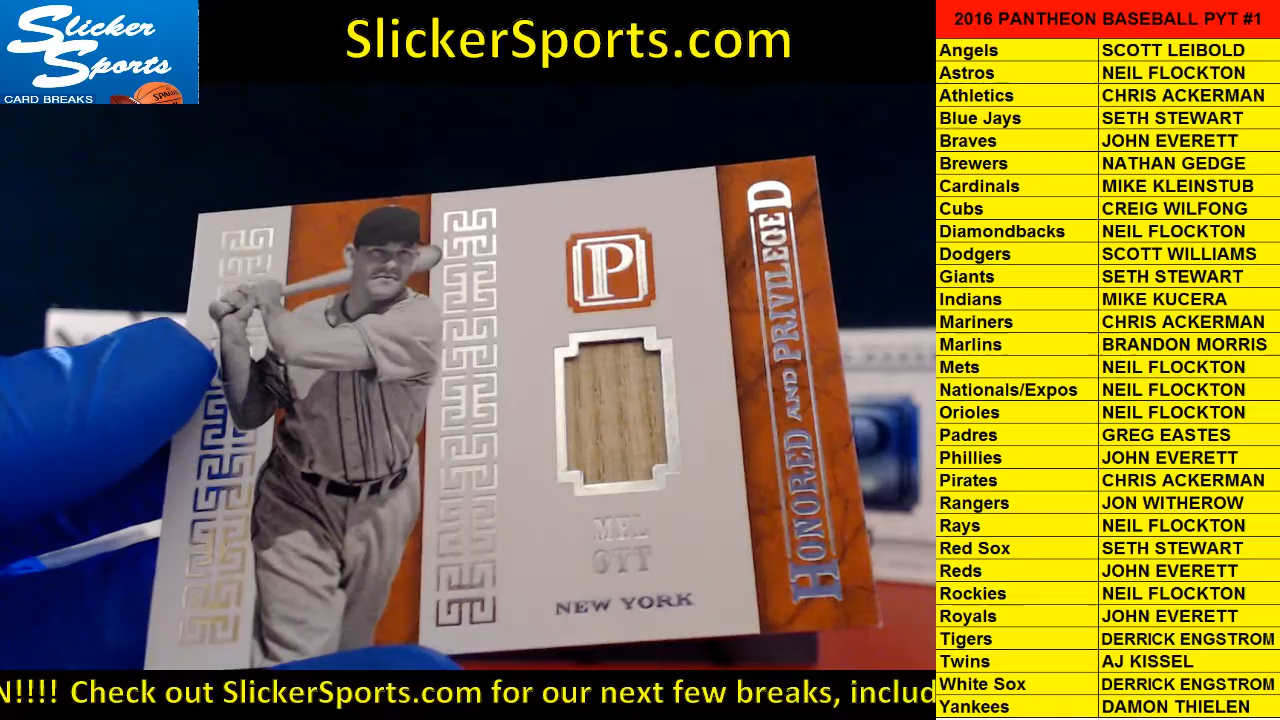 Slicker
Sports
CARD BREAKS
SPALDING
SlickerSports.com
P
HONORED AND PRIVILEGED
MEL
OTT
NEW YORK
N!!!! Check out SlickerSports.com for our next few breaks, includ
2016 PANTHEON BASEBALL PYT #1
Angels SCOTT LEIBOLD
Astros NEIL FLOCKTON
Athletics CHRIS ACKERMAN
Blue Jays SETH STEWART
Braves JOHN EVERETT
Brewers NATHAN GEDGE
Cardinals MIKE KLEINSTUB
Cubs CREIG WILFONG
Diamondbacks NEIL FLOCKTON
Dodgers SCOTT WILLIAMS
Giants SETH STEWART
Indians MIKE KUCERA
Mariners CHRIS ACKERMAN
Marlins BRANDON MORRIS
Mets NEIL FLOCKTON
Nationals/Expos NEIL FLOCKTON
Orioles NEIL FLOCKTON
Padres GREG EASTES
Phillies JOHN EVERETT
Pirates CHRIS ACKERMAN
Rangers JON WITHEROW
Rays NEIL FLOCKTON
Red Sox SETH STEWART
Reds JOHN EVERETT
Rockies NEIL FLOCKTON
Royals JOHN EVERETT
Tigers DERRICK ENGSTROM
Twins AJ KISSEL
White Sox DERRICK ENGSTROM
Yankees DAMON THIELEN